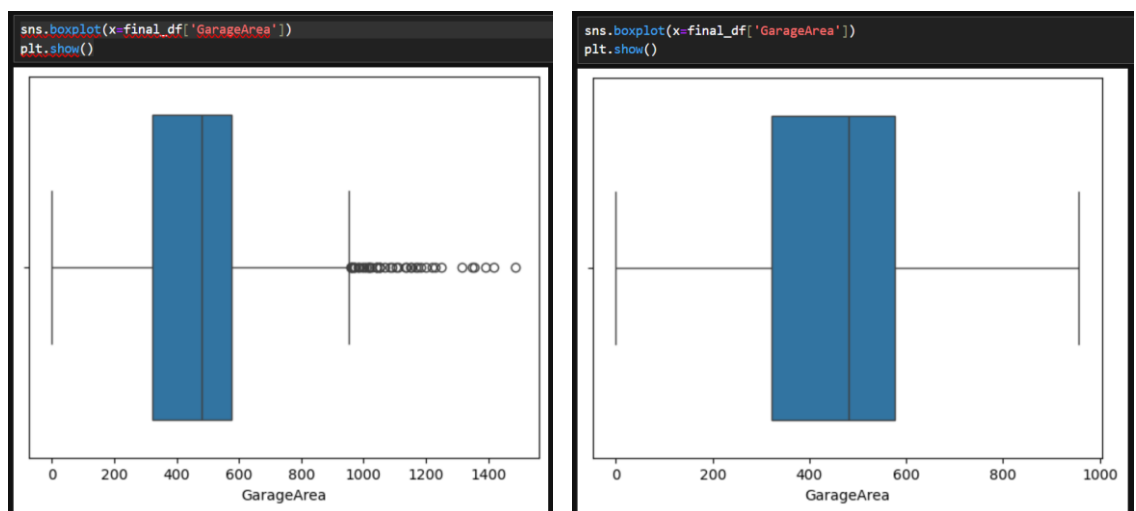 sns.boxplot(x=final_df['GarageArea'])
plt.show()
0 200 400 600 800 1000 1200 1400
GarageArea
sns.boxplot(x=final_df['GarageArea'])
plt.show()
0 200 400 600 800 1000
GarageArea